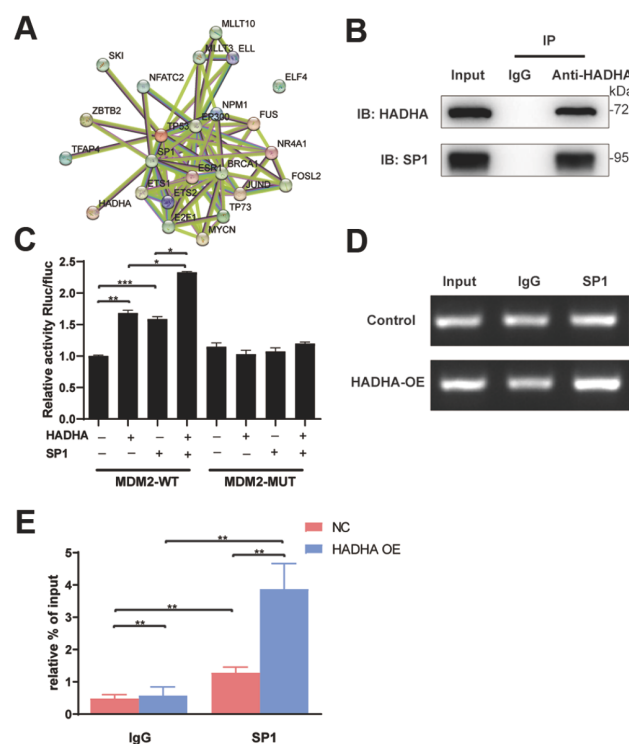 A
MLLT10
SKI
MLLT3
ELL
NFATC2
ELF4
ZBTB2
NPM1
FUS
TP53
EP300
TFAP4
SP1
NR4A1
ESR1
BRCA1
ETS1
ETS2
JUND
FOSL2
HADHA
E2F1
TP73
MYCN
B
IP
Input IgG Anti-HADHA
kDa
IB: HADHA -72
IB: SP1 -95
C
Relative activity Rluc/fluc
2.5
2.0
1.5
1.0
0.5
0.0
*
* 
***
**
HADHA – + – + – + – +
SP1 – – + + – – + +
MDM2-WT MDM2-MUT
D
Input IgG SP1
Control
HADHA-OE
E
NC
HADHA OE
relative % of input
5
4
3
2
1
0
**
**
**
**
IgG SP1